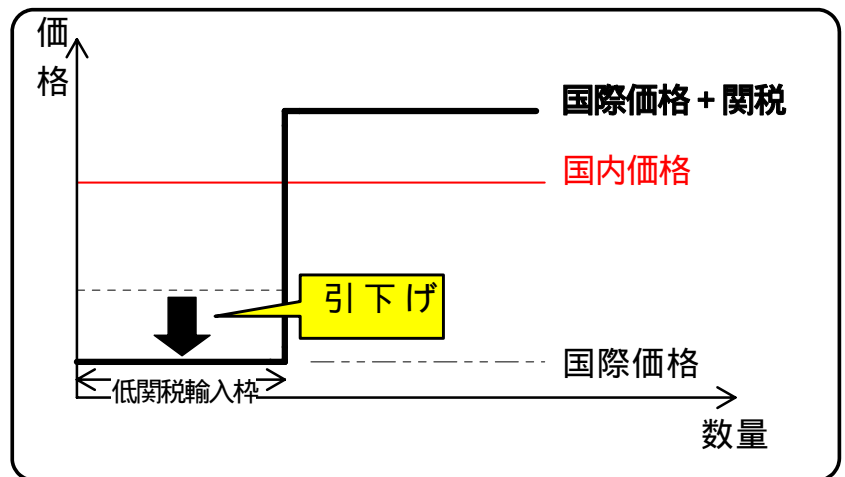 価
格
国際価格+関税
国内価格
引下げ
国際価格
低関税輸入枠
数量